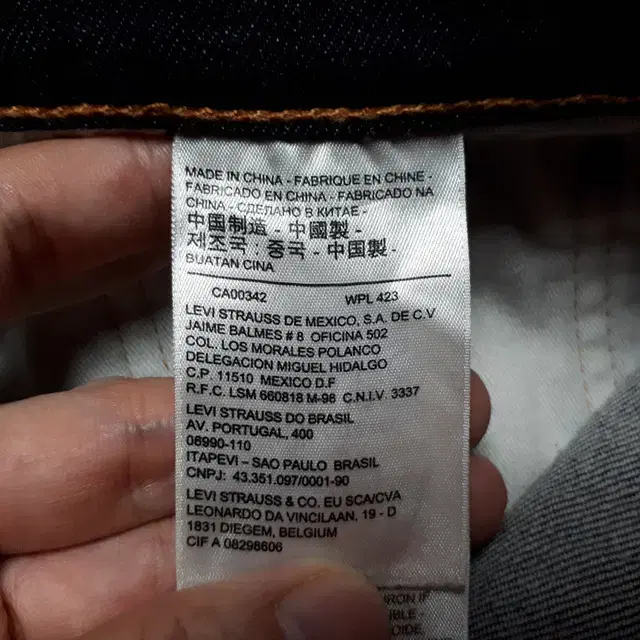 MADE IN CHINA - FABRIQUE EN CHINE -
FABRICADO EN CHINA - FABRICADO NA
CHINA - СДЕЛАНО В КИТАЕ -
中国制造 - 中國製 -
제조국 : 중국 - 中國製 -
BUATAN CINA
CA00342 WPL 423
LEVI STRAUSS DE MEXICO, S.A. DE C.V
JAIME BALMES # 8 OFICINA 502
COL. LOS MORALES POLANCO
DELEGACION MIGUEL HIDALGO
C.P. 11510 MEXICO D.F
R.F.C. LSM 660818 M-98 C.N.I.V. 3337
LEVI STRAUSS DO BRASIL
AV. PORTUGAL, 400
06990-110
ITAPEVI - SAO PAULO BRASIL
CNPJ: 43.351.097/0001-90
LEVI STRAUSS & CO. EU SCA/CVA
LEONARDO DA VINCILAAN, 19 - D
1831 DIEGEM, BELGIUM
CIF A 08298606